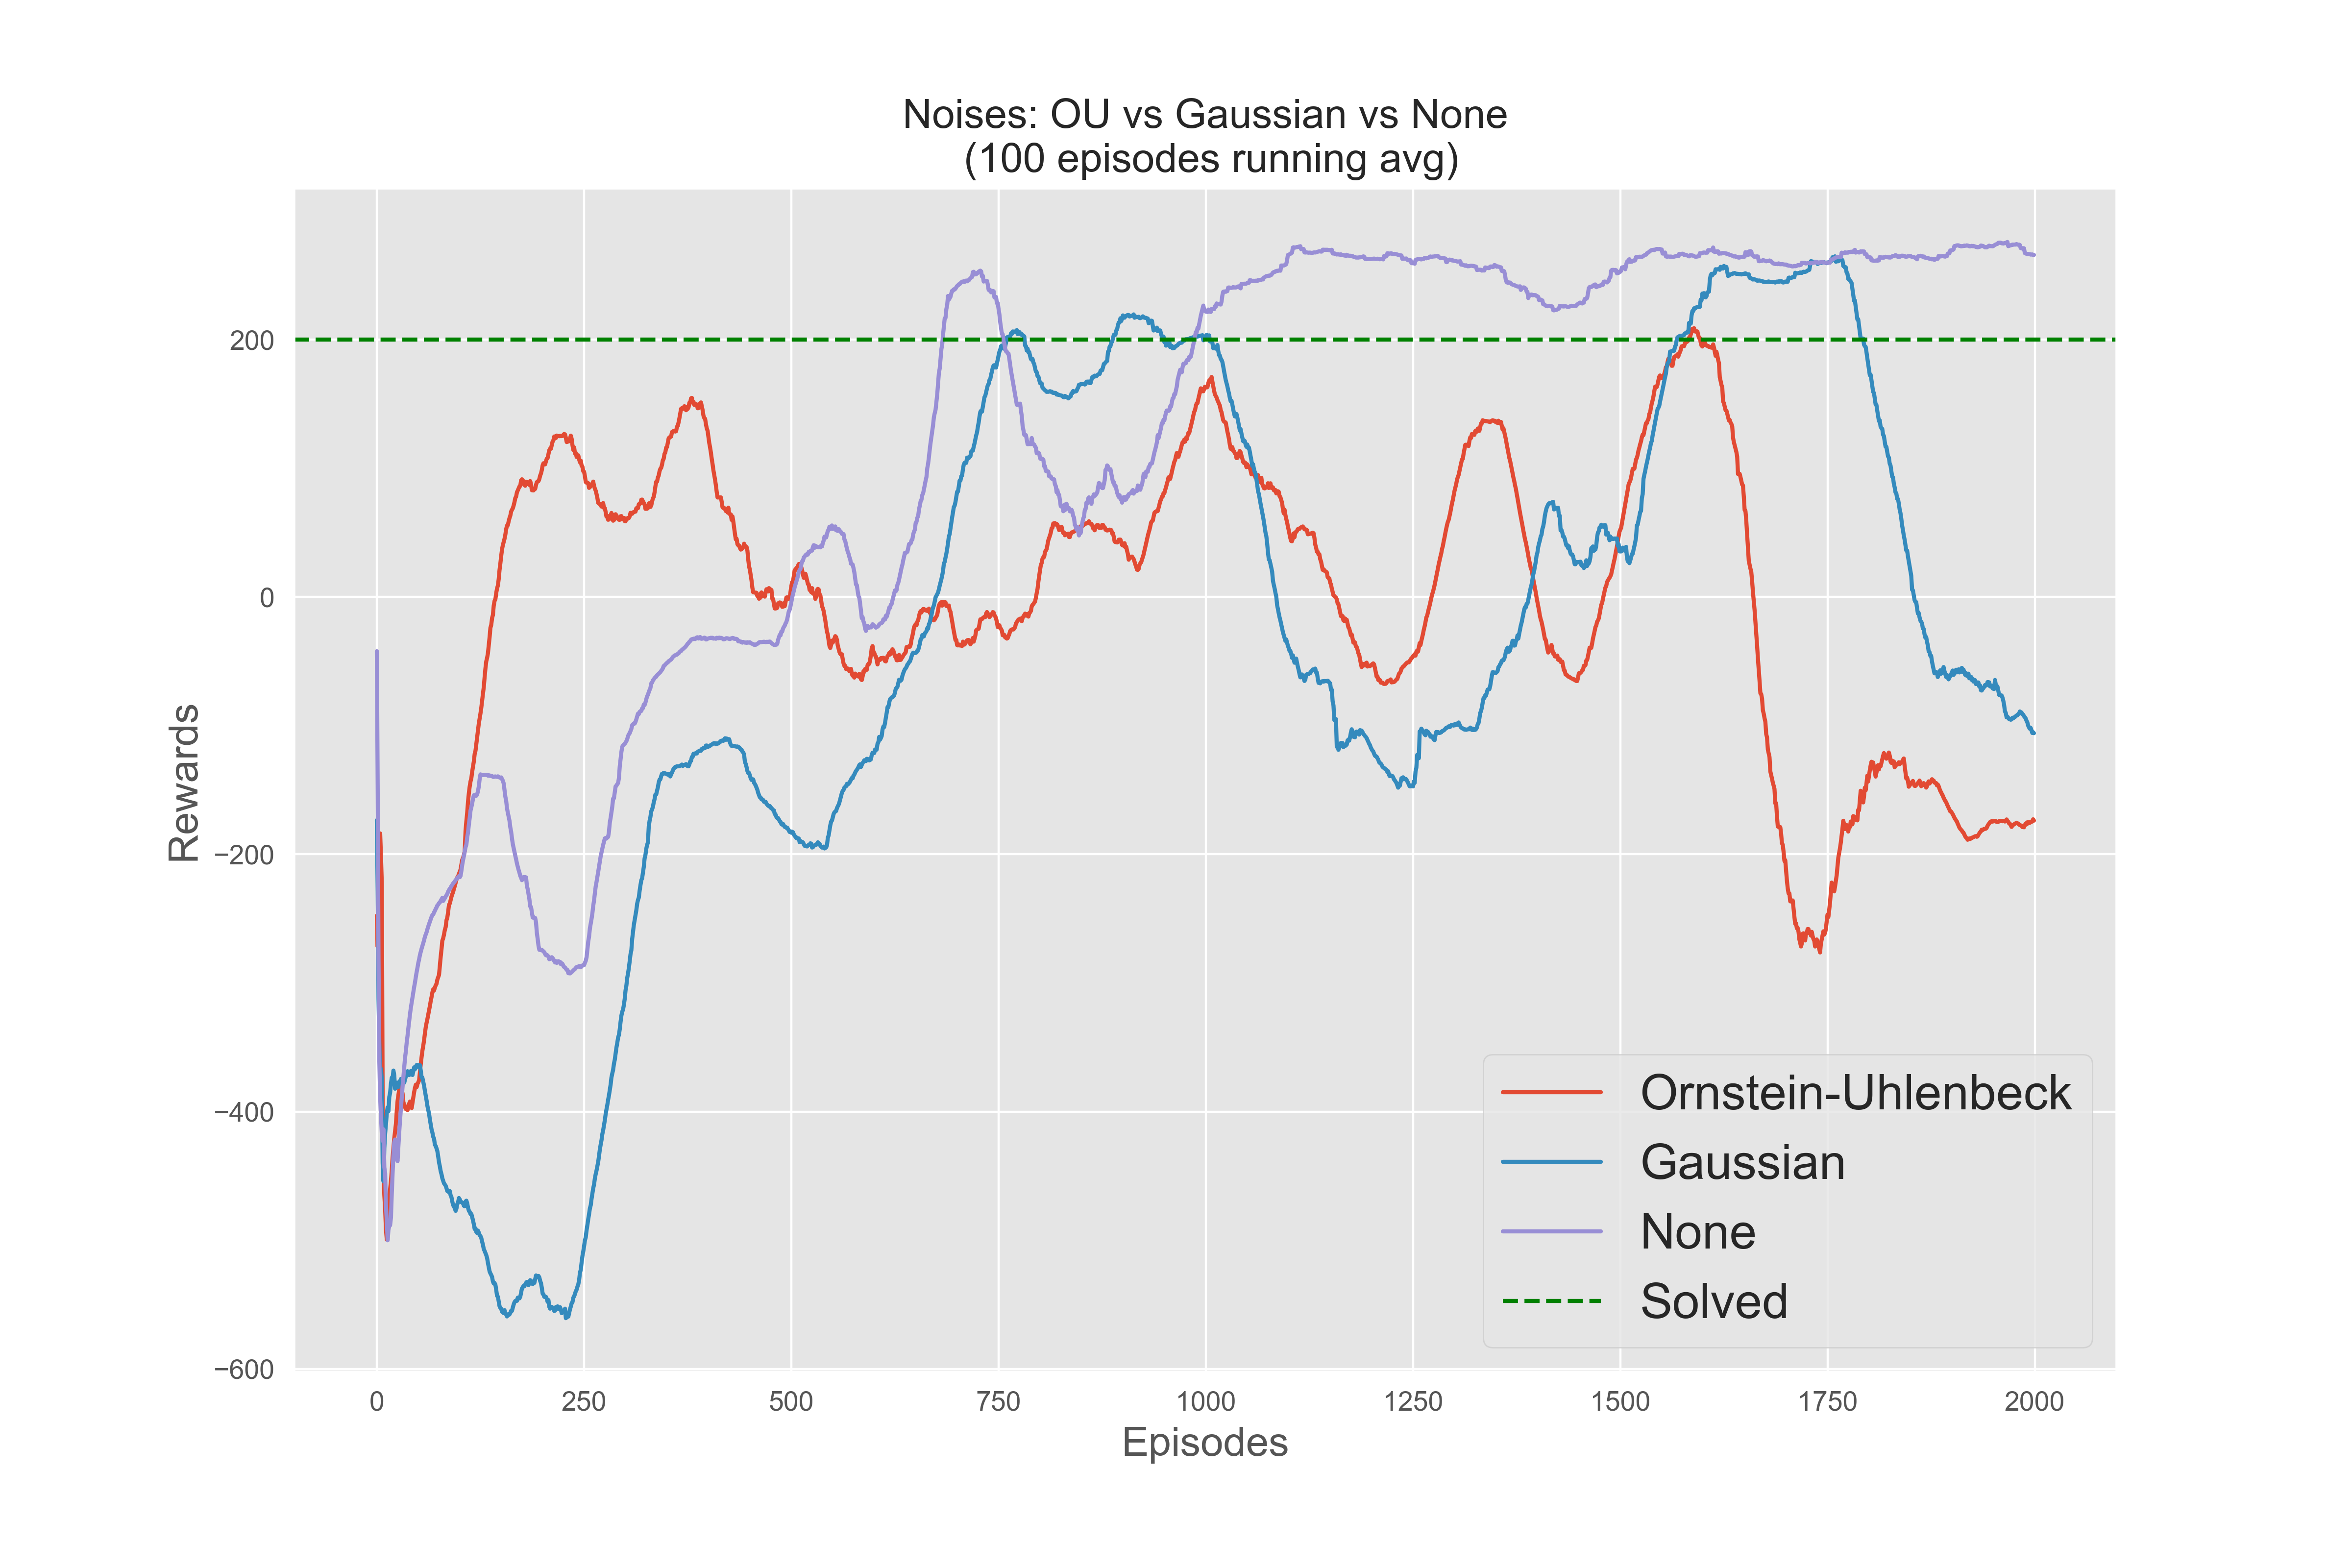 Noises: OU vs Gaussian vs None
(100 episodes running avg)
Rewards
200
0
−200
−400
−600
0 250 500 750 1000 1250 1500 1750 2000
Episodes
Ornstein-Uhlenbeck
Gaussian
None
Solved